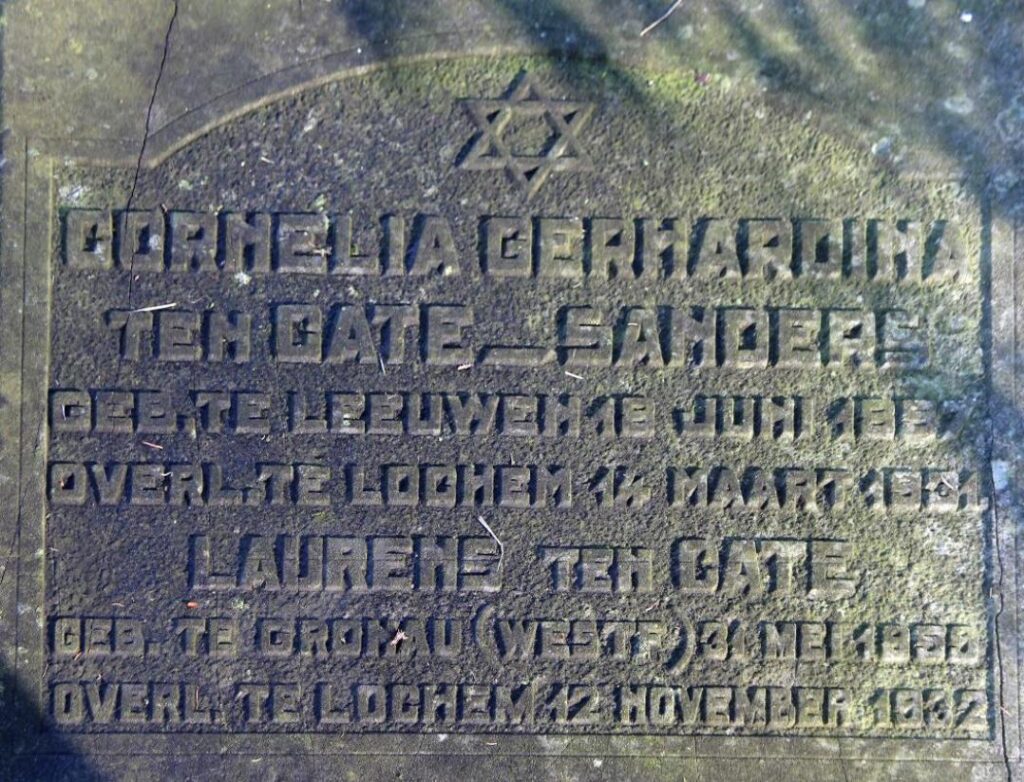 CORNELIA GERHARDINA
TEN CATE — SANDERS
GEB. TE LEEUWEN 18 JUNI
OVERL. TE LOCHEM 14 MAART 1931
LAURENS TEN CATE
GEB. TE GRONAU (WESTF.) 31 MEI
OVERL. TE LOCHEM 12 NOVEMBER 1932